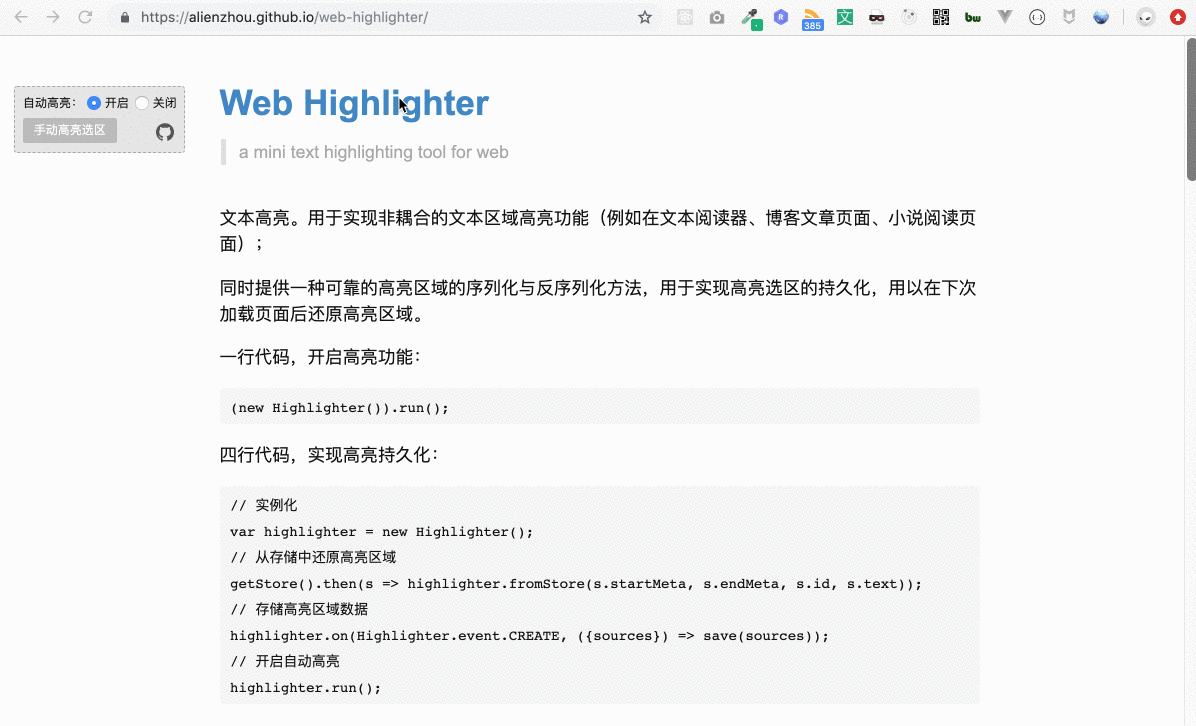 https://alienzhou.github.io/web-highlighter/
385
文
bw
自动高亮： 开启 关闭
手动高亮选区
Web Highlighter
a mini text highlighting tool for web
文本高亮。用于实现非耦合的文本区域高亮功能（例如在文本阅读器、博客文章页面、小说阅读页
面）；
同时提供一种可靠的高亮区域的序列化与反序列化方法，用于实现高亮选区的持久化，用以在下次
加载页面后还原高亮区域。
一行代码，开启高亮功能：
(new Highlighter()).run();
四行代码，实现高亮持久化：
// 实例化
var highlighter = new Highlighter();
// 从存储中还原高亮区域
getStore().then(s => highlighter.fromStore(s.startMeta, s.endMeta, s.id, s.text));
// 存储高亮区域数据
highlighter.on(Highlighter.event.CREATE, ({sources}) => save(sources));
// 开启自动高亮
highlighter.run();